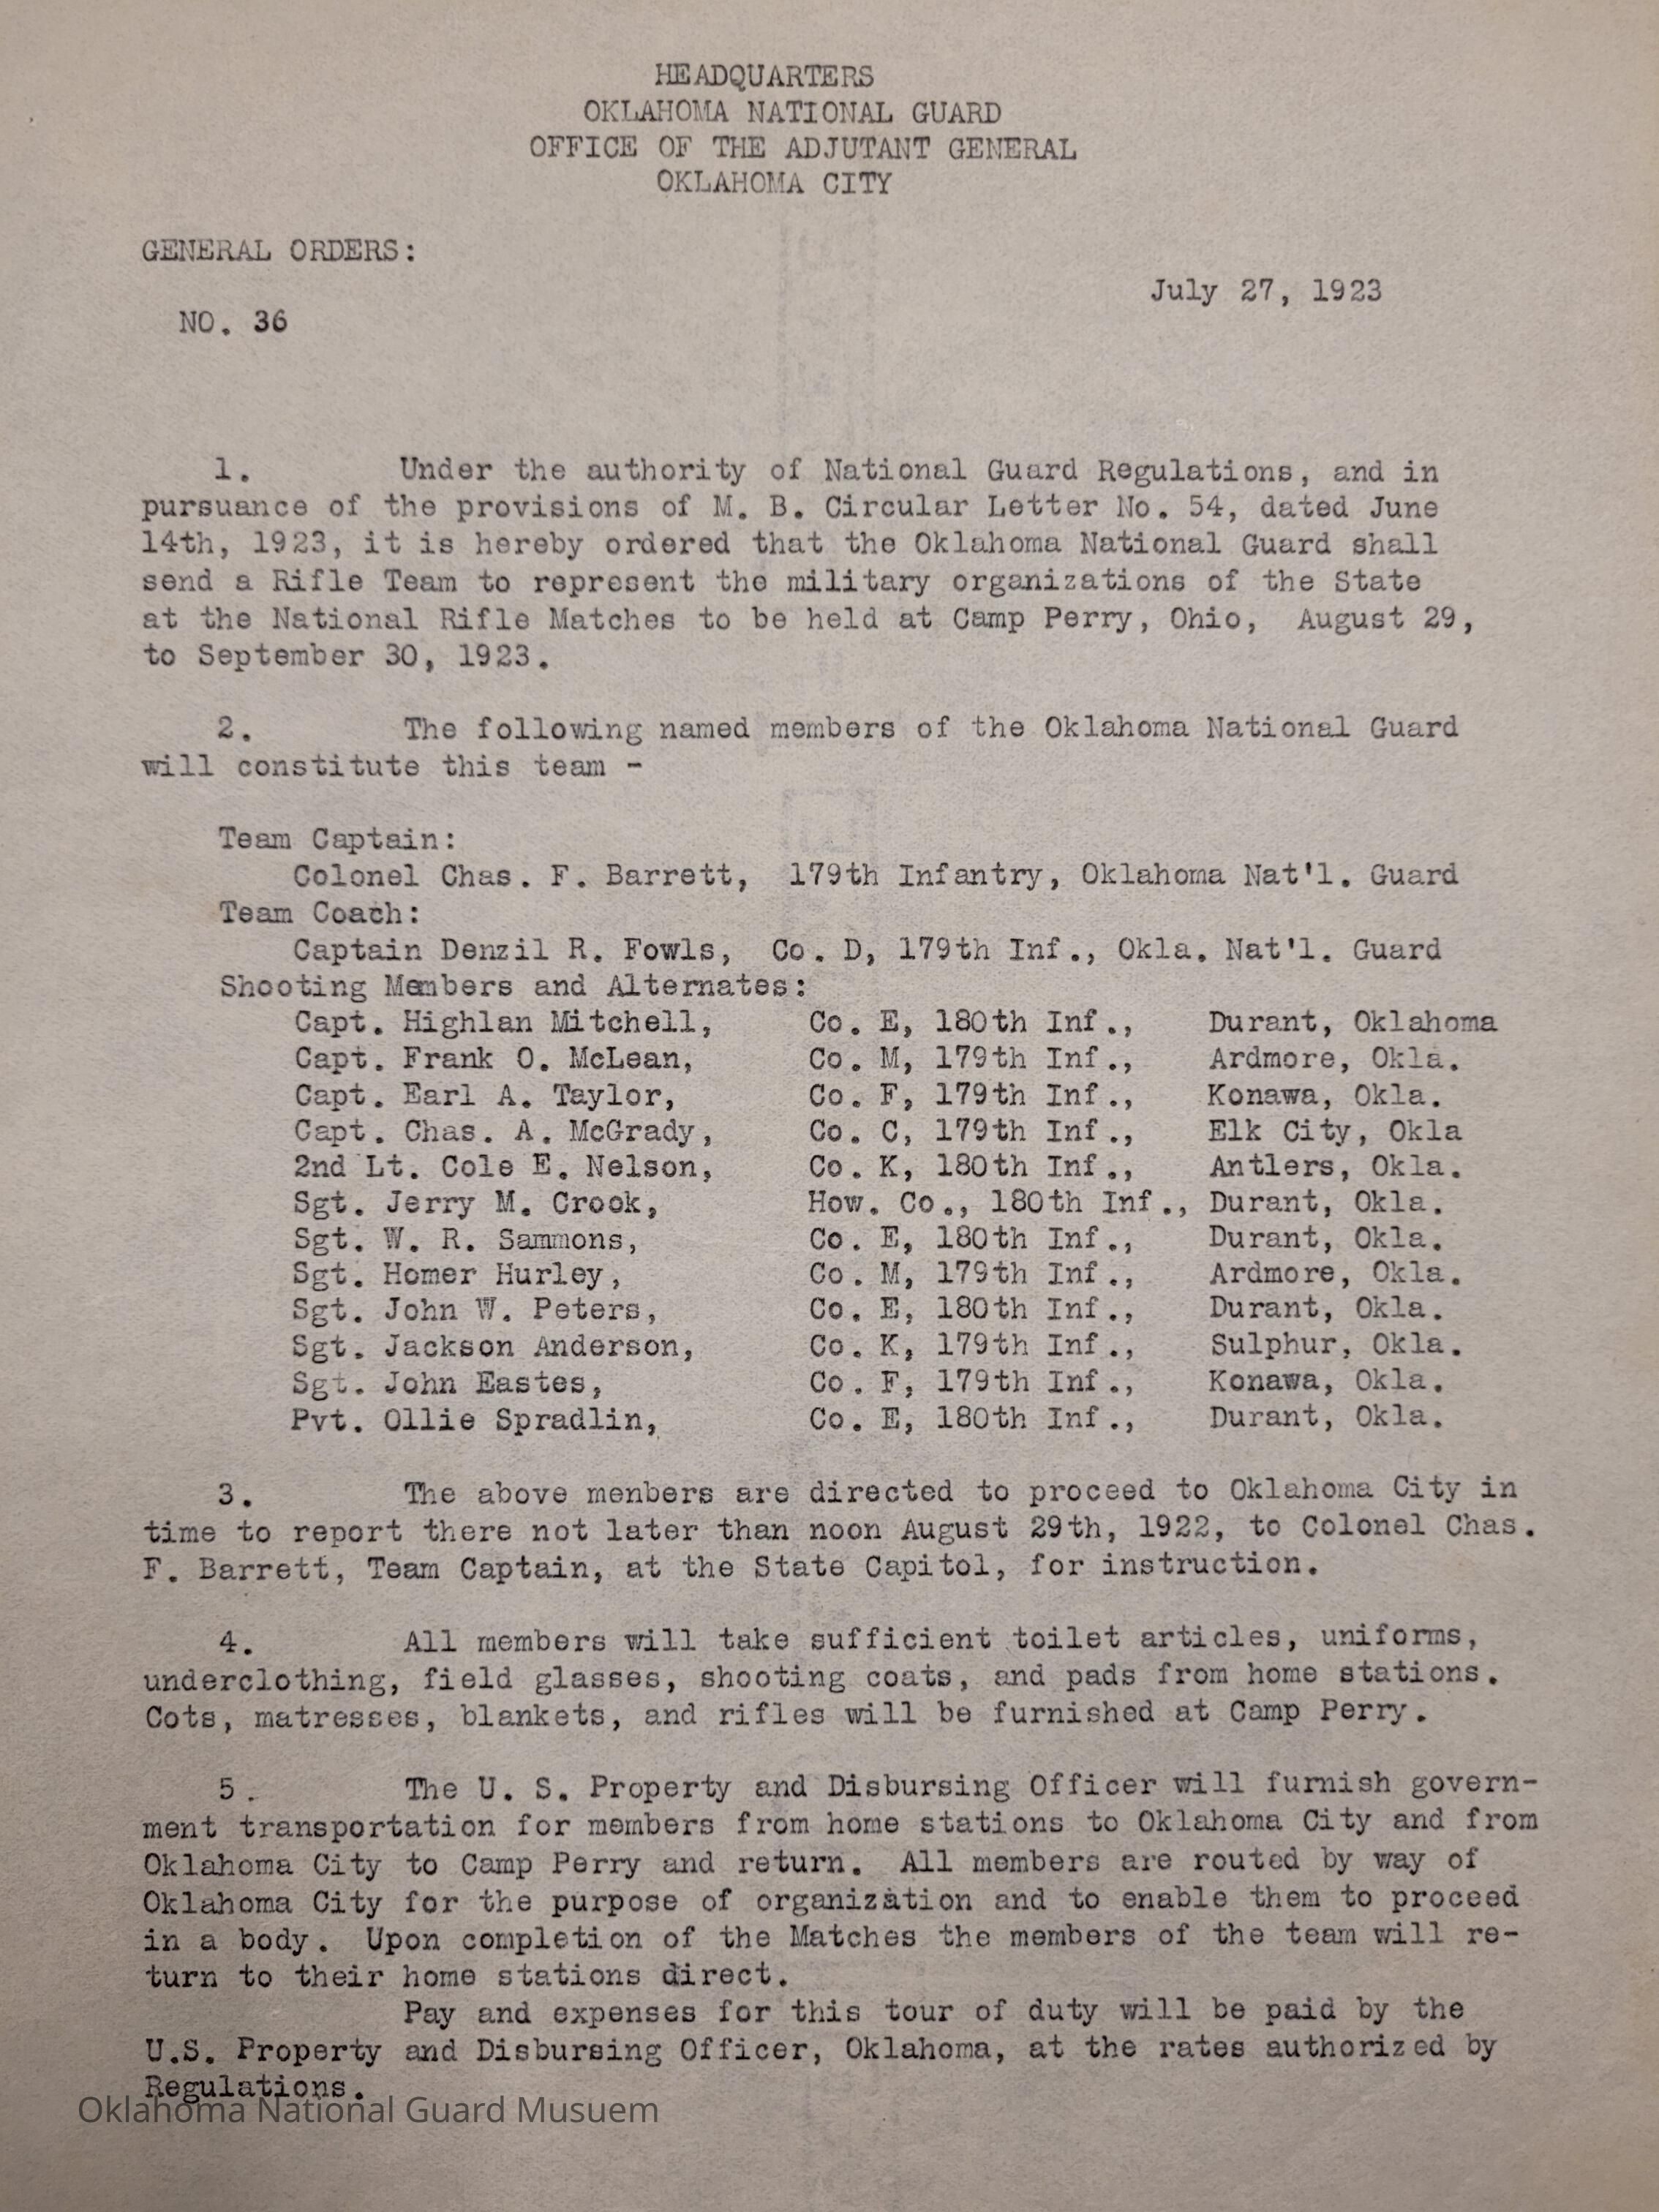 HEADQUARTERS
OKLAHOMA NATIONAL GUARD
OFFICE OF THE ADJUTANT GENERAL
OKLAHOMA CITY
GENERAL ORDERS:
July 27, 1923
NO. 36
1. Under the authority of National Guard Regulations, and in
pursuance of the provisions of M. B. Circular Letter No. 54, dated June
14th, 1923, it is hereby ordered that the Oklahoma National Guard shall
send a Rifle Team to represent the military organizations of the State
at the National Rifle Matches to be held at Camp Perry, Ohio, August 29,
to September 30, 1923.
2. The following named members of the Oklahoma National Guard
will constitute this team -
Team Captain:
Colonel Chas. F. Barrett, 179th Infantry, Oklahoma Nat'l. Guard
Team Coach:
Captain Denzil R. Fowls, Co. D, 179th Inf., Okla. Nat'l. Guard
Shooting Members and Alternates:
Capt. Highlan Mitchell, Co. E, 180th Inf., Durant, Oklahoma
Capt. Frank O. McLean, Co. M, 179th Inf., Ardmore, Okla.
Capt. Earl A. Taylor, Co. F, 179th Inf., Konawa, Okla.
Capt. Chas. A. McGrady, Co. C, 179th Inf., Elk City, Okla
2nd Lt. Cole E. Nelson, Co. K, 180th Inf., Antlers, Okla.
Sgt. Jerry M. Crook, How. Co., 180th Inf., Durant, Okla.
Sgt. W. R. Sammons, Co. E, 180th Inf., Durant, Okla.
Sgt. Homer Hurley, Co. M, 179th Inf., Ardmore, Okla.
Sgt. John W. Peters, Co. E, 180th Inf., Durant, Okla.
Sgt. Jackson Anderson, Co. K, 179th Inf., Sulphur, Okla.
Sgt. John Eastes, Co. F, 179th Inf., Konawa, Okla.
Pvt. Ollie Spradlin, Co. E, 180th Inf., Durant, Okla.
3. The above menbers are directed to proceed to Oklahoma City in
time to report there not later than noon August 29th, 1922, to Colonel Chas.
F. Barrett, Team Captain, at the State Capitol, for instruction.
4. All members will take sufficient toilet articles, uniforms,
underclothing, field glasses, shooting coats, and pads from home stations.
Cots, matresses, blankets, and rifles will be furnished at Camp Perry.
5. The U. S. Property and Disbursing Officer will furnish govern-
ment transportation for members from home stations to Oklahoma City and from
Oklahoma City to Camp Perry and return. All members are routed by way of
Oklahoma City for the purpose of organization and to enable them to proceed
in a body. Upon completion of the Matches the members of the team will re-
turn to their home stations direct.
Pay and expenses for this tour of duty will be paid by the
U.S. Property and Disbursing Officer, Oklahoma, at the rates authorized by
Regulations.
Oklahoma National Guard Musuem